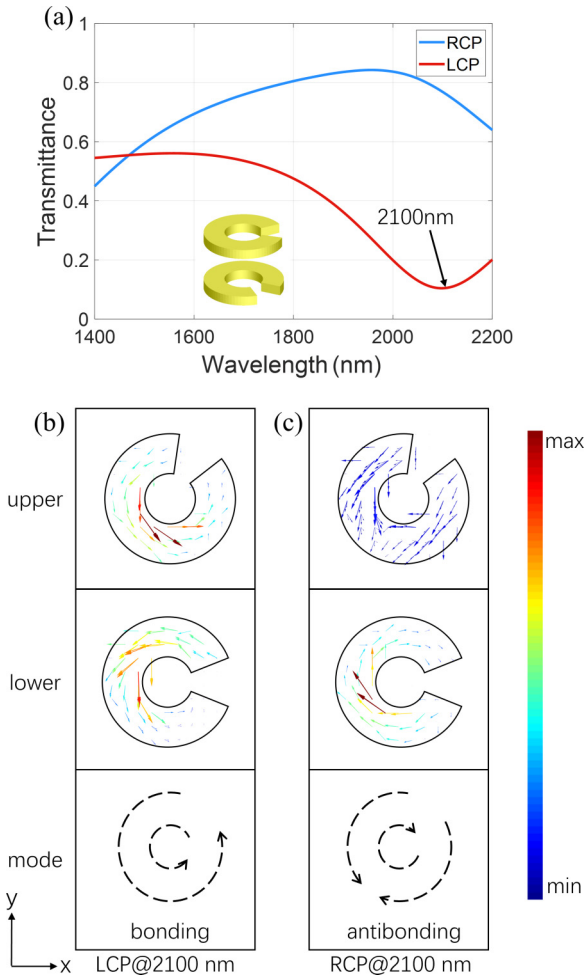 (a)
1
0.8
0.6
0.4
0.2
0
Transmittance
RCP
LCP
2100nm
1400
1600
1800
2000
2200
Wavelength (nm)
(b)
(c)
upper
lower
mode
bonding
antibonding
LCP@2100 nm
RCP@2100 nm
y
x
max
min